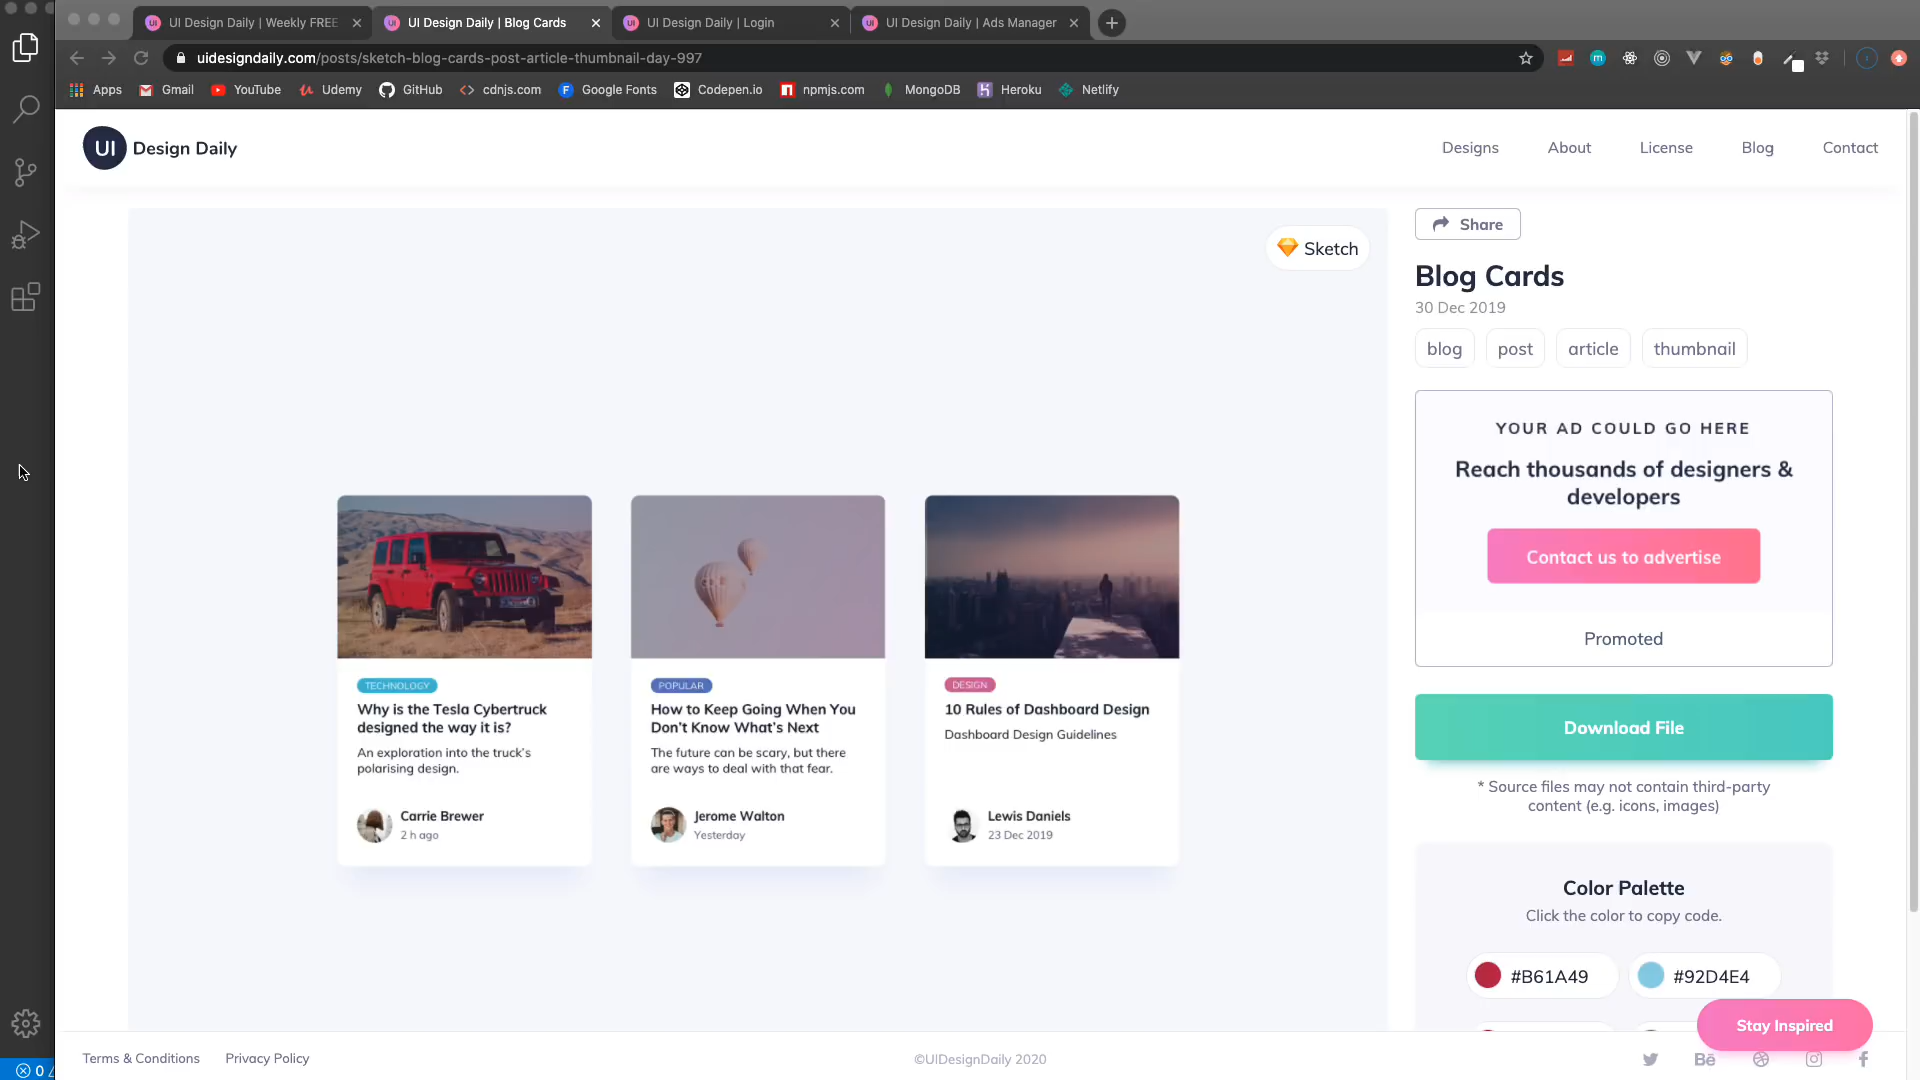 UI Design Daily | Weekly FREE
UI Design Daily | Blog Cards
UI Design Daily | Login
UI Design Daily | Ads Manager
uidesigndaily.com/posts/sketch-blog-cards-post-article-thumbnail-day-997
Apps Gmail YouTube Udemy GitHub cdnjs.com Google Fonts Codepen.io npmjs.com MongoDB Heroku Netlify
UI Design Daily
Designs About License Blog Contact
Sketch
Share
Blog Cards
30 Dec 2019
blog post article thumbnail
YOUR AD COULD GO HERE
Reach thousands of designers &
developers
Contact us to advertise
Promoted
TECHNOLOGY
Why is the Tesla Cybertruck
designed the way it is?
An exploration into the truck's
polarising design.
Carrie Brewer
2 h ago
POPULAR
How to Keep Going When You
Don't Know What's Next
The future can be scary, but there
are ways to deal with that fear.
Jerome Walton
Yesterday
DESIGN
10 Rules of Dashboard Design
Dashboard Design Guidelines
Lewis Daniels
23 Dec 2019
Download File
* Source files may not contain third-party
content (e.g. icons, images)
Color Palette
Click the color to copy code.
#B61A49 #92D4E4
Stay Inspired
Terms & Conditions Privacy Policy ©UIDesignDaily 2020 Bē
0